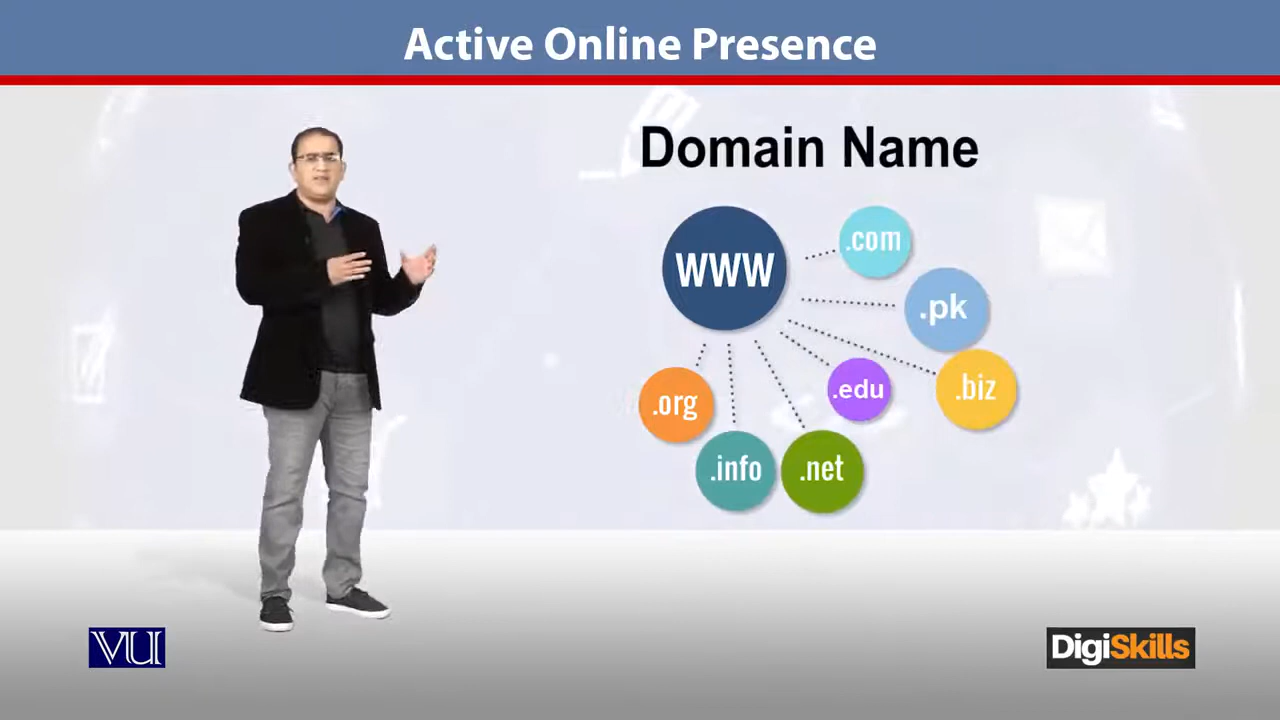 Active Online Presence
Domain Name
WWW
.com
.pk
.biz
.edu
.org
.info
.net
VU
DigiSkills